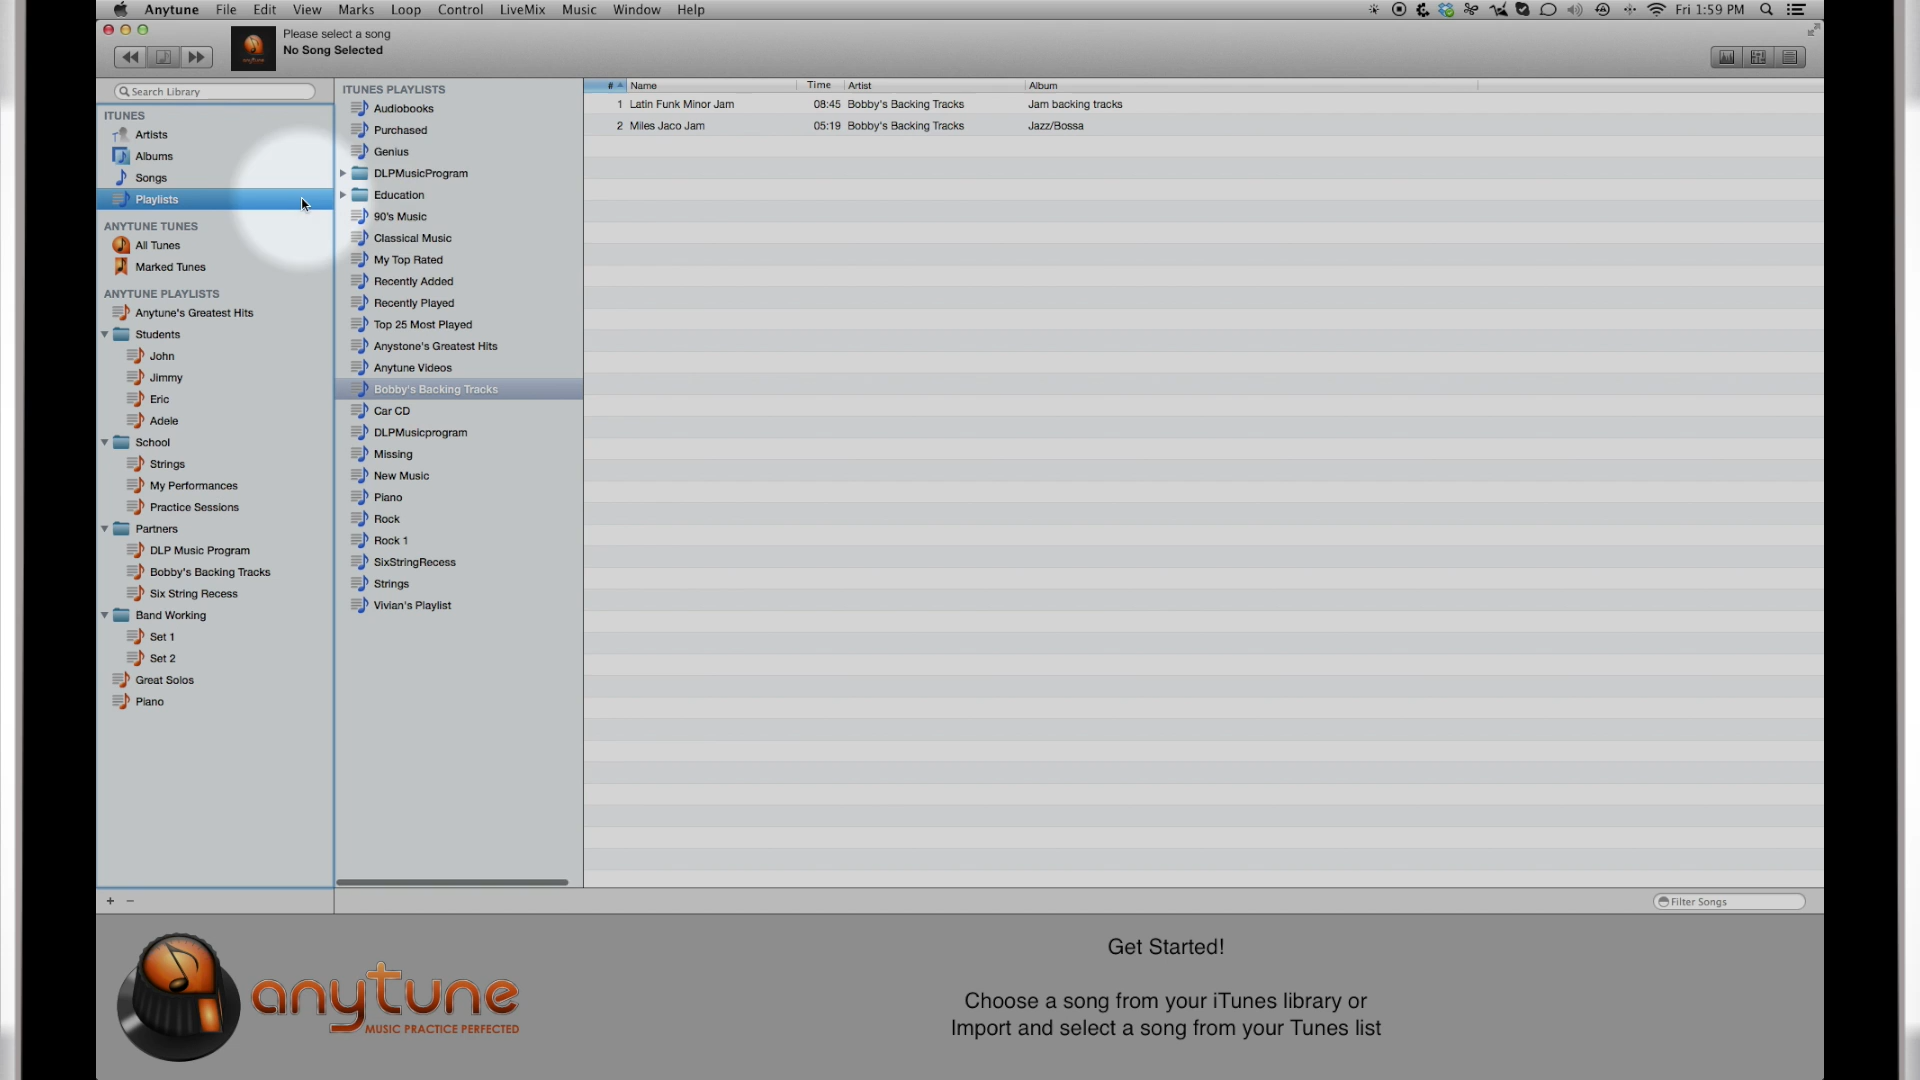 Anytune File Edit View Marks Loop Control LiveMix Music Window Help Fri 1:59 PM
Please select a song
No Song Selected
Search Library
ITUNES
Artists
Albums
Songs
Playlists
ANYTUNE TUNES
All Tunes
Marked Tunes
ANYTUNE PLAYLISTS
Anytune's Greatest Hits
Students
John
Jimmy
Eric
Adele
School
Strings
My Performances
Practice Sessions
Partners
DLP Music Program
Bobby's Backing Tracks
Six String Recess
Band Working
Set 1
Set 2
Great Solos
Piano
ITUNES PLAYLISTS
Audiobooks
Purchased
Genius
DLPMusicProgram
Education
90's Music
Classical Music
My Top Rated
Recently Added
Recently Played
Top 25 Most Played
Anystone's Greatest Hits
Anytune Videos
Bobby's Backing Tracks
Car CD
DLPMusicprogram
Missing
New Music
Piano
Rock
Rock 1
SixStringRecess
Strings
Vivian's Playlist
# Name Time Artist Album
1 Latin Funk Minor Jam 08:45 Bobby's Backing Tracks Jam backing tracks
2 Miles Jaco Jam 05:19 Bobby's Backing Tracks Jazz/Bossa
+ −
Filter Songs
anytune
MUSIC PRACTICE PERFECTED
Get Started!
Choose a song from your iTunes library or
Import and select a song from your Tunes list